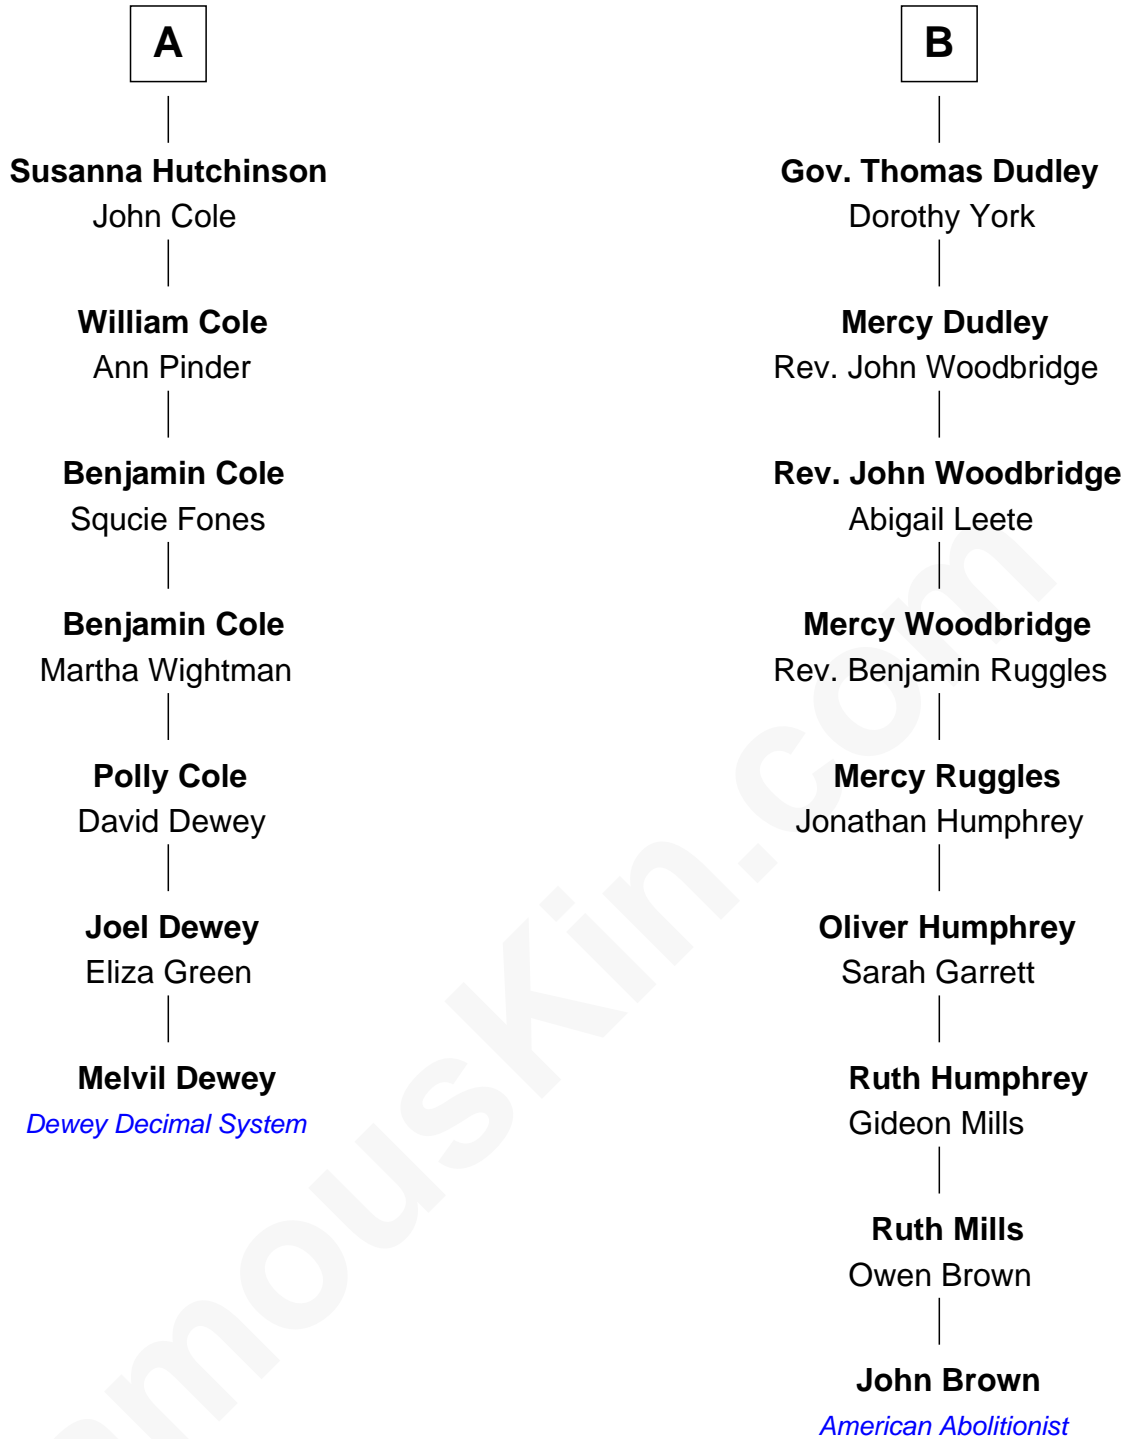 A
Susanna Hutchinson
John Cole
William Cole
Ann Pinder
Benjamin Cole
Squcie Fones
Benjamin Cole
Martha Wightman
Polly Cole
David Dewey
Joel Dewey
Eliza Green
Melvil Dewey
Dewey Decimal System
B
Gov. Thomas Dudley
Dorothy York
Mercy Dudley
Rev. John Woodbridge
Rev. John Woodbridge
Abigail Leete
Mercy Woodbridge
Rev. Benjamin Ruggles
Mercy Ruggles
Jonathan Humphrey
Oliver Humphrey
Sarah Garrett
Ruth Humphrey
Gideon Mills
Ruth Mills
Owen Brown
John Brown
American Abolitionist
amousKin.com